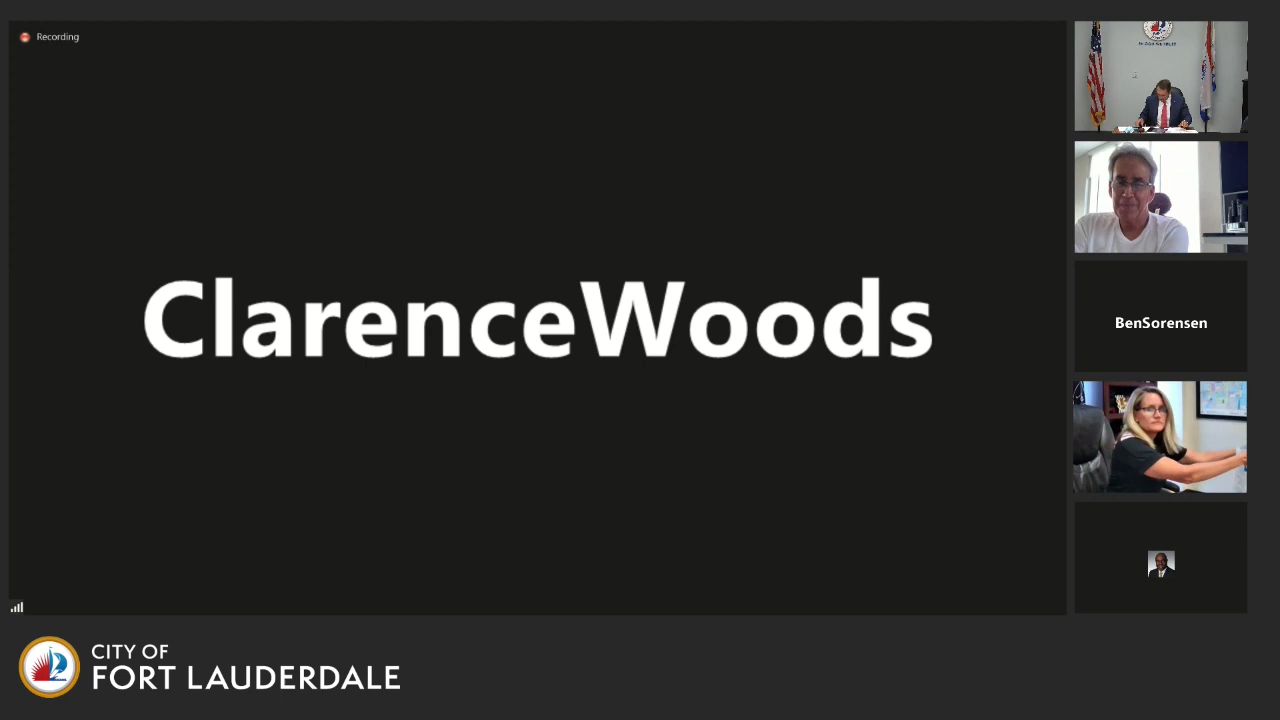 Recording
ClarenceWoods
BenSorensen
CITY OF
FORT LAUDERDALE